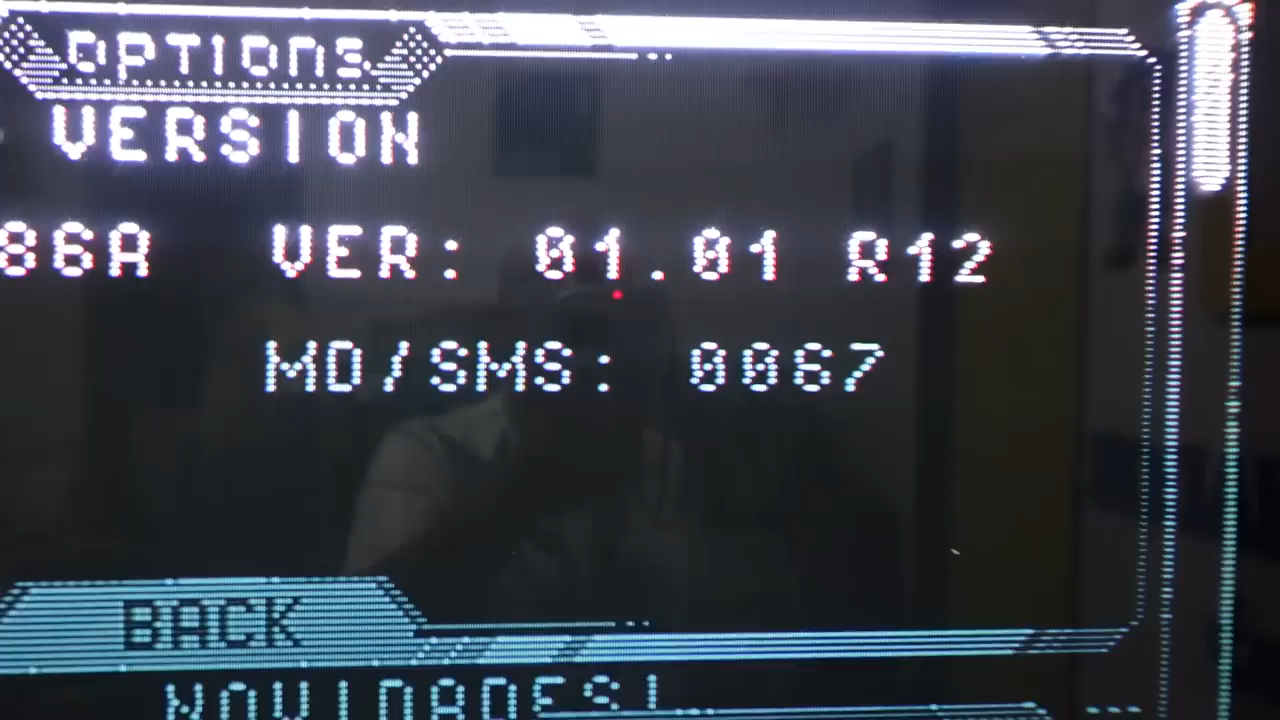 OPTIONS
VERSION
86A VER: 01.01 R12
MD/SMS: 0067
BACK